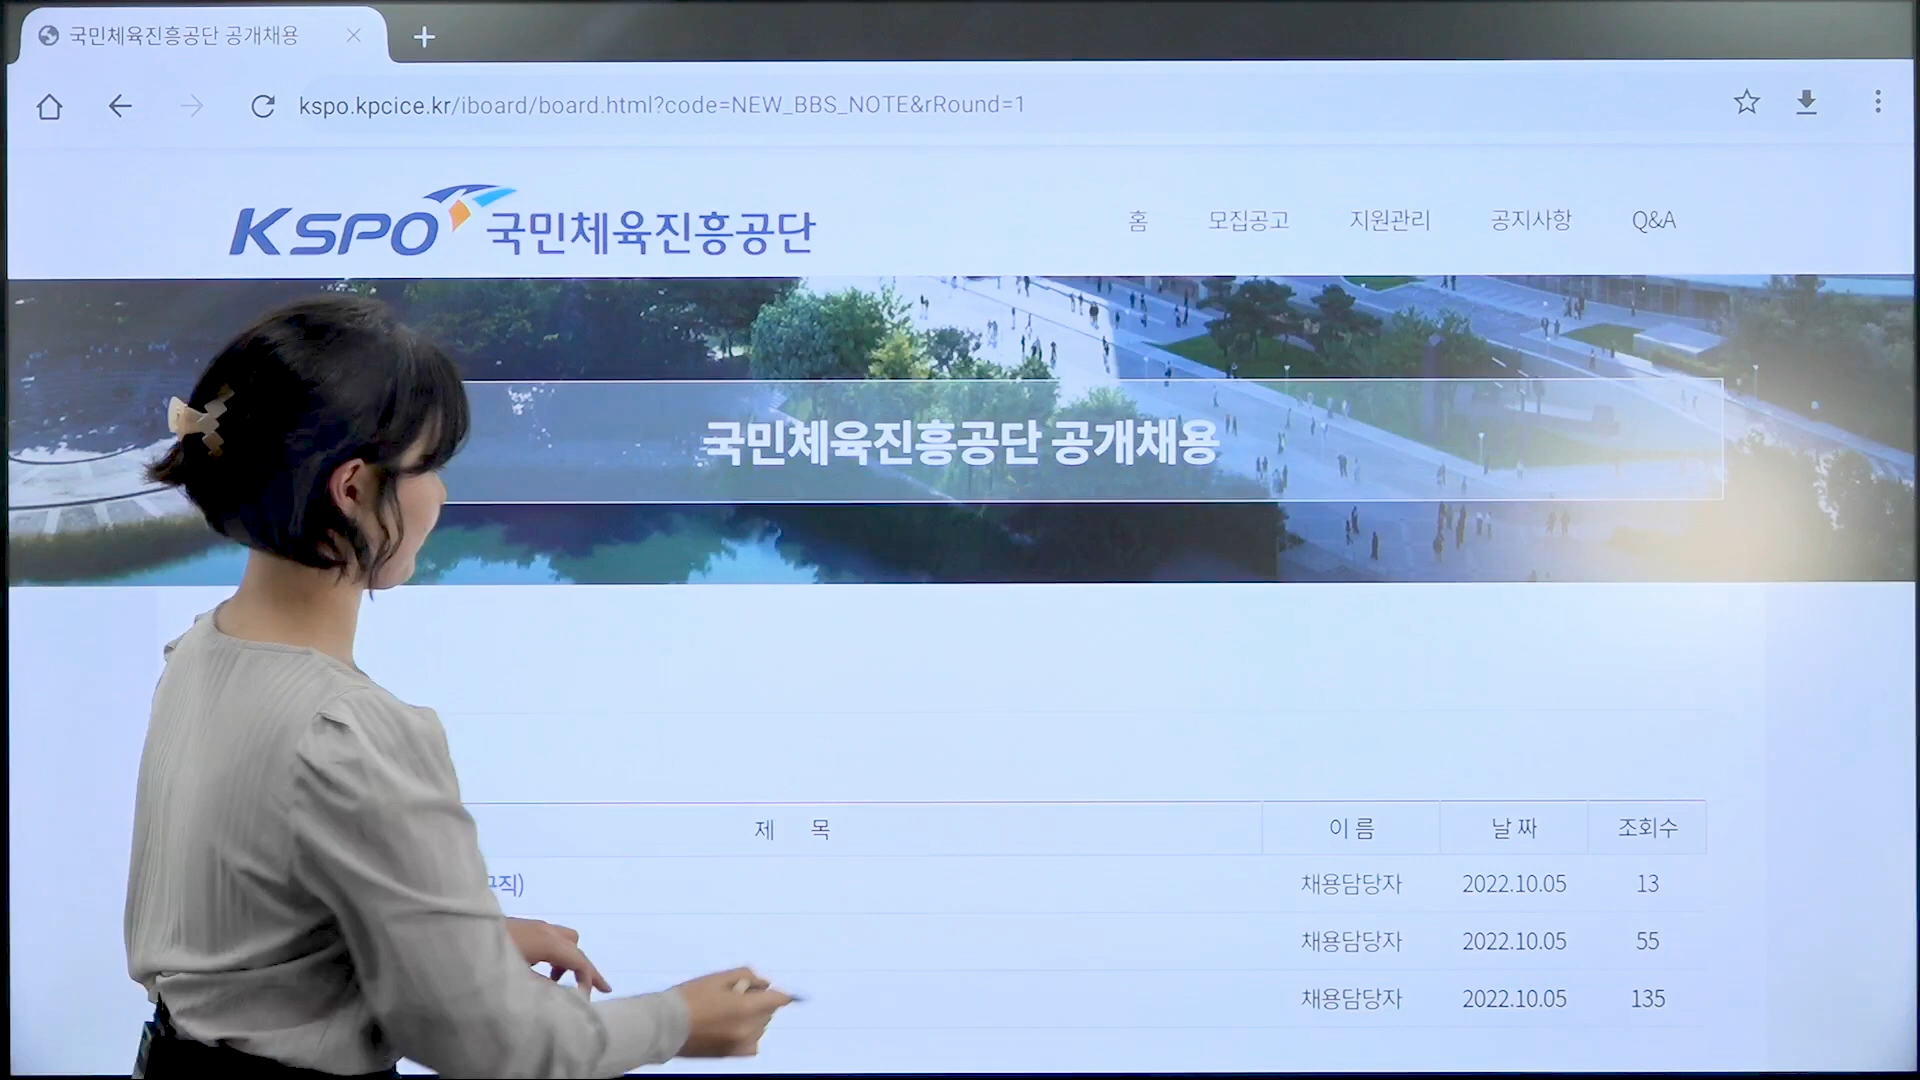 국민체육진흥공단 공개채용
kspo.kpcice.kr/iboard/board.html?code=NEW_BBS_NOTE&rRound=1
KSPO 국민체육진흥공단
홈 모집공고 지원관리 공지사항 Q&A
국민체육진흥공단 공개채용
제 목 이 름 날 짜 조회수
직) 채용담당자 2022.10.05 13
채용담당자 2022.10.05 55
채용담당자 2022.10.05 135